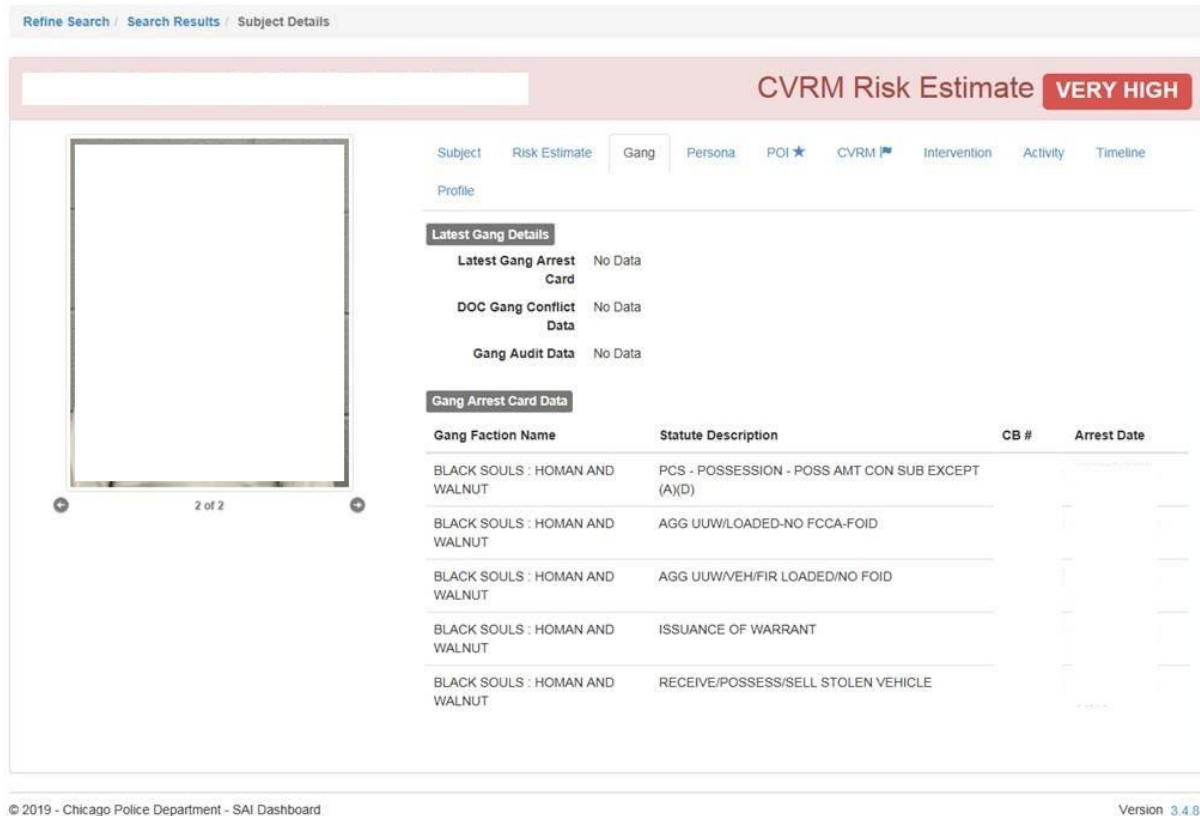 Refine Search / Search Results / Subject Details
CVRM Risk Estimate VERY HIGH
Subject Risk Estimate Gang Persona POI ★ CVRM Intervention Activity Timeline
Profile
2 of 2
Latest Gang Details
Latest Gang Arrest Card No Data
DOC Gang Conflict Data No Data
Gang Audit Data No Data
Gang Arrest Card Data
Gang Faction Name Statute Description CB # Arrest Date
BLACK SOULS : HOMAN AND PCS - POSSESSION - POSS AMT CON SUB EXCEPT
WALNUT (A)(D)
BLACK SOULS : HOMAN AND AGG UUW/LOADED-NO FCCA-FOID
WALNUT
BLACK SOULS : HOMAN AND AGG UUW/VEH/FIR LOADED/NO FOID
WALNUT
BLACK SOULS : HOMAN AND ISSUANCE OF WARRANT
WALNUT
BLACK SOULS : HOMAN AND RECEIVE/POSSESS/SELL STOLEN VEHICLE
WALNUT
© 2019 - Chicago Police Department - SAI Dashboard Version 3.4.8